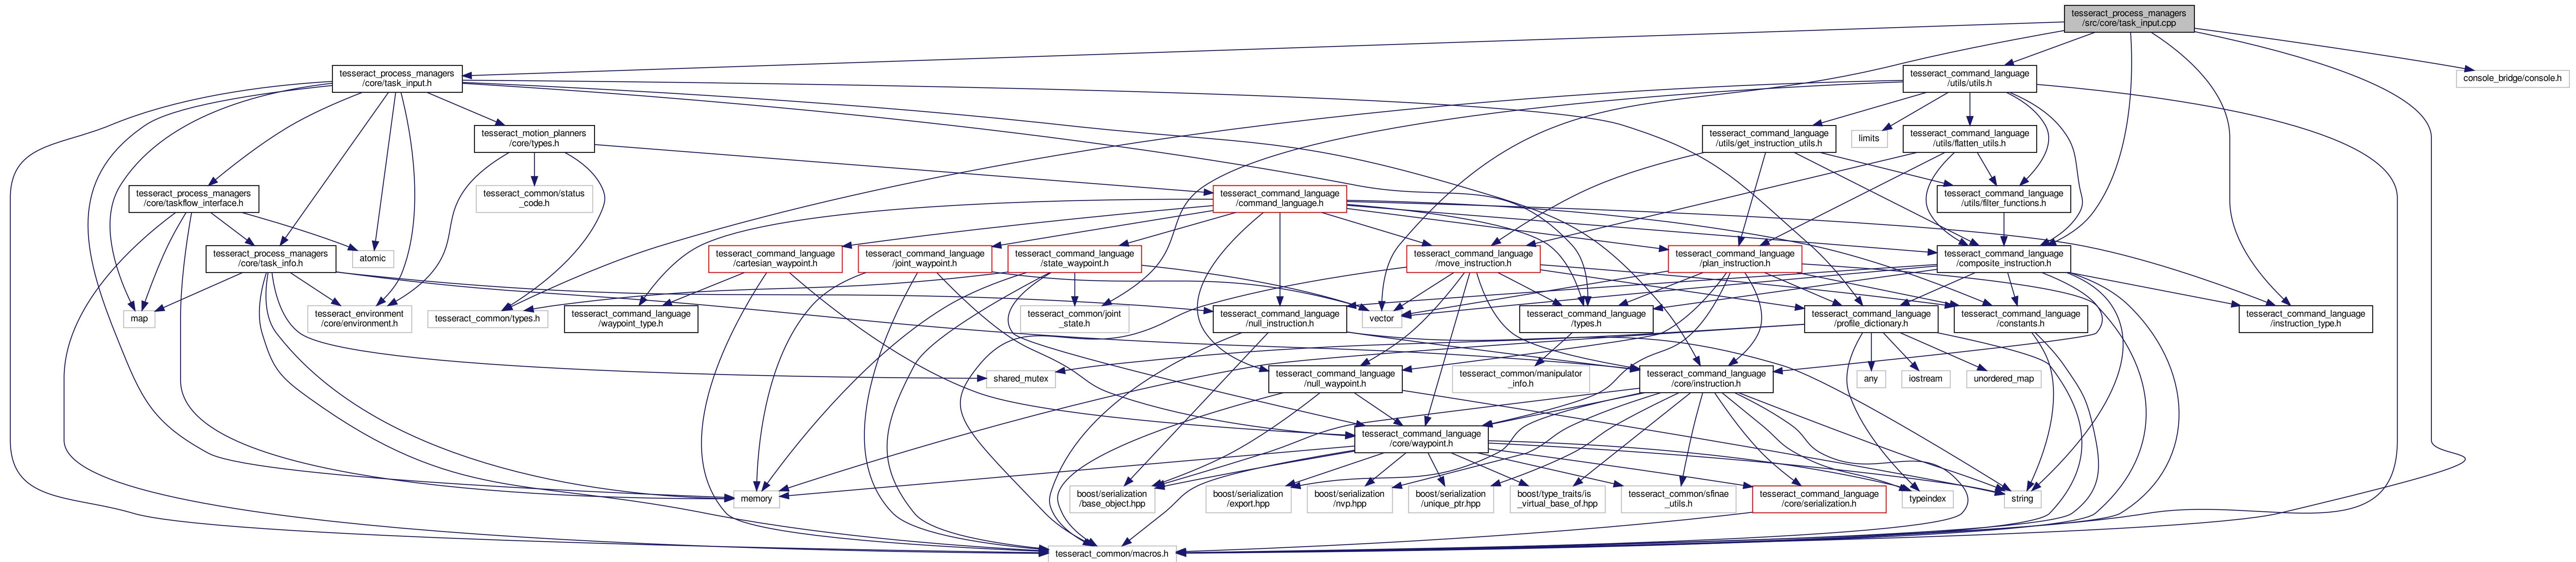 tesseract_process_managers
/src/core/task_input.cpp
tesseract_process_managers
/core/task_input.h
tesseract_command_language
/utils/utils.h
console_bridge/console.h
tesseract_motion_planners
/core/types.h
tesseract_command_language
/utils/get_instruction_utils.h
limits
tesseract_command_language
/utils/flatten_utils.h
tesseract_process_managers
/core/taskflow_interface.h
tesseract_common/status
_code.h
tesseract_command_language
/command_language.h
tesseract_command_language
/utils/filter_functions.h
tesseract_process_managers
/core/task_info.h
atomic
tesseract_command_language
/cartesian_waypoint.h
tesseract_command_language
/joint_waypoint.h
tesseract_command_language
/state_waypoint.h
tesseract_command_language
/move_instruction.h
tesseract_command_language
/plan_instruction.h
tesseract_command_language
/composite_instruction.h
map
tesseract_environment
/core/environment.h
tesseract_common/types.h
tesseract_command_language
/waypoint_type.h
tesseract_common/joint
_state.h
tesseract_command_language
/null_instruction.h
vector
tesseract_command_language
/types.h
tesseract_command_language
/profile_dictionary.h
tesseract_command_language
/constants.h
tesseract_command_language
/instruction_type.h
shared_mutex
tesseract_command_language
/null_waypoint.h
tesseract_common/manipulator
_info.h
tesseract_command_language
/core/instruction.h
any
iostream
unordered_map
tesseract_command_language
/core/waypoint.h
memory
boost/serialization
/base_object.hpp
boost/serialization
/export.hpp
boost/serialization
/nvp.hpp
boost/serialization
/unique_ptr.hpp
boost/type_traits/is
_virtual_base_of.hpp
tesseract_common/sfinae
_utils.h
tesseract_command_language
/core/serialization.h
typeindex
string
tesseract_common/macros.h